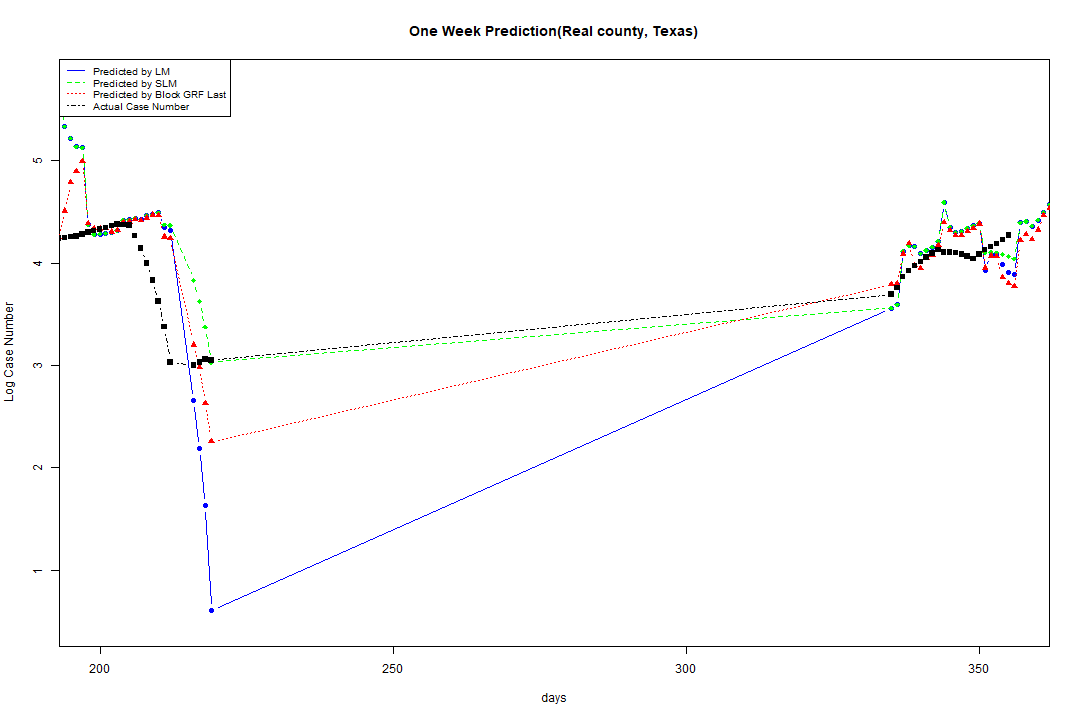 One Week Prediction(Real county, Texas)
Predicted by LM
Predicted by SLM
Predicted by Block GRF Last
Actual Case Number
5
4
3
2
1
Log Case Number
200
250
300
350
days